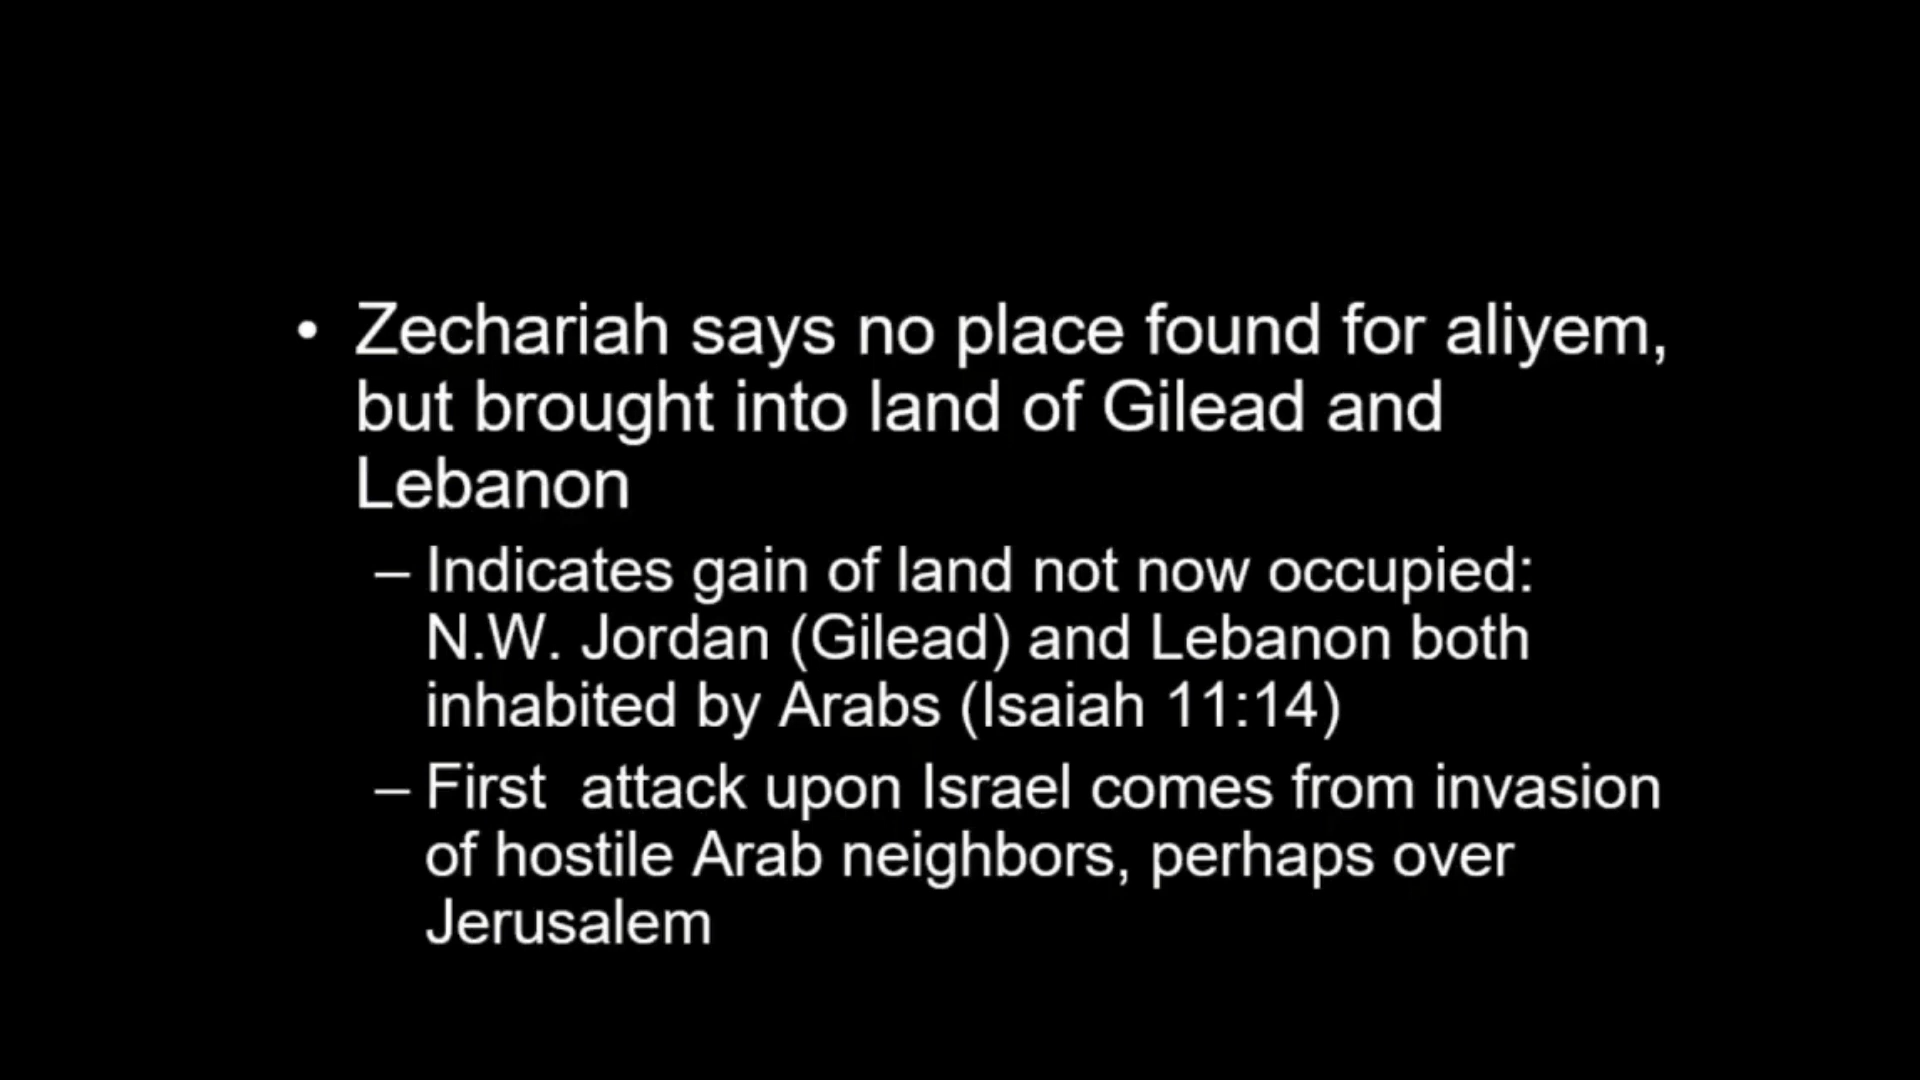 • Zechariah says no place found for aliyem,
but brought into land of Gilead and
Lebanon
– Indicates gain of land not now occupied:
N.W. Jordan (Gilead) and Lebanon both
inhabited by Arabs (Isaiah 11:14)
– First  attack upon Israel comes from invasion
of hostile Arab neighbors, perhaps over
Jerusalem